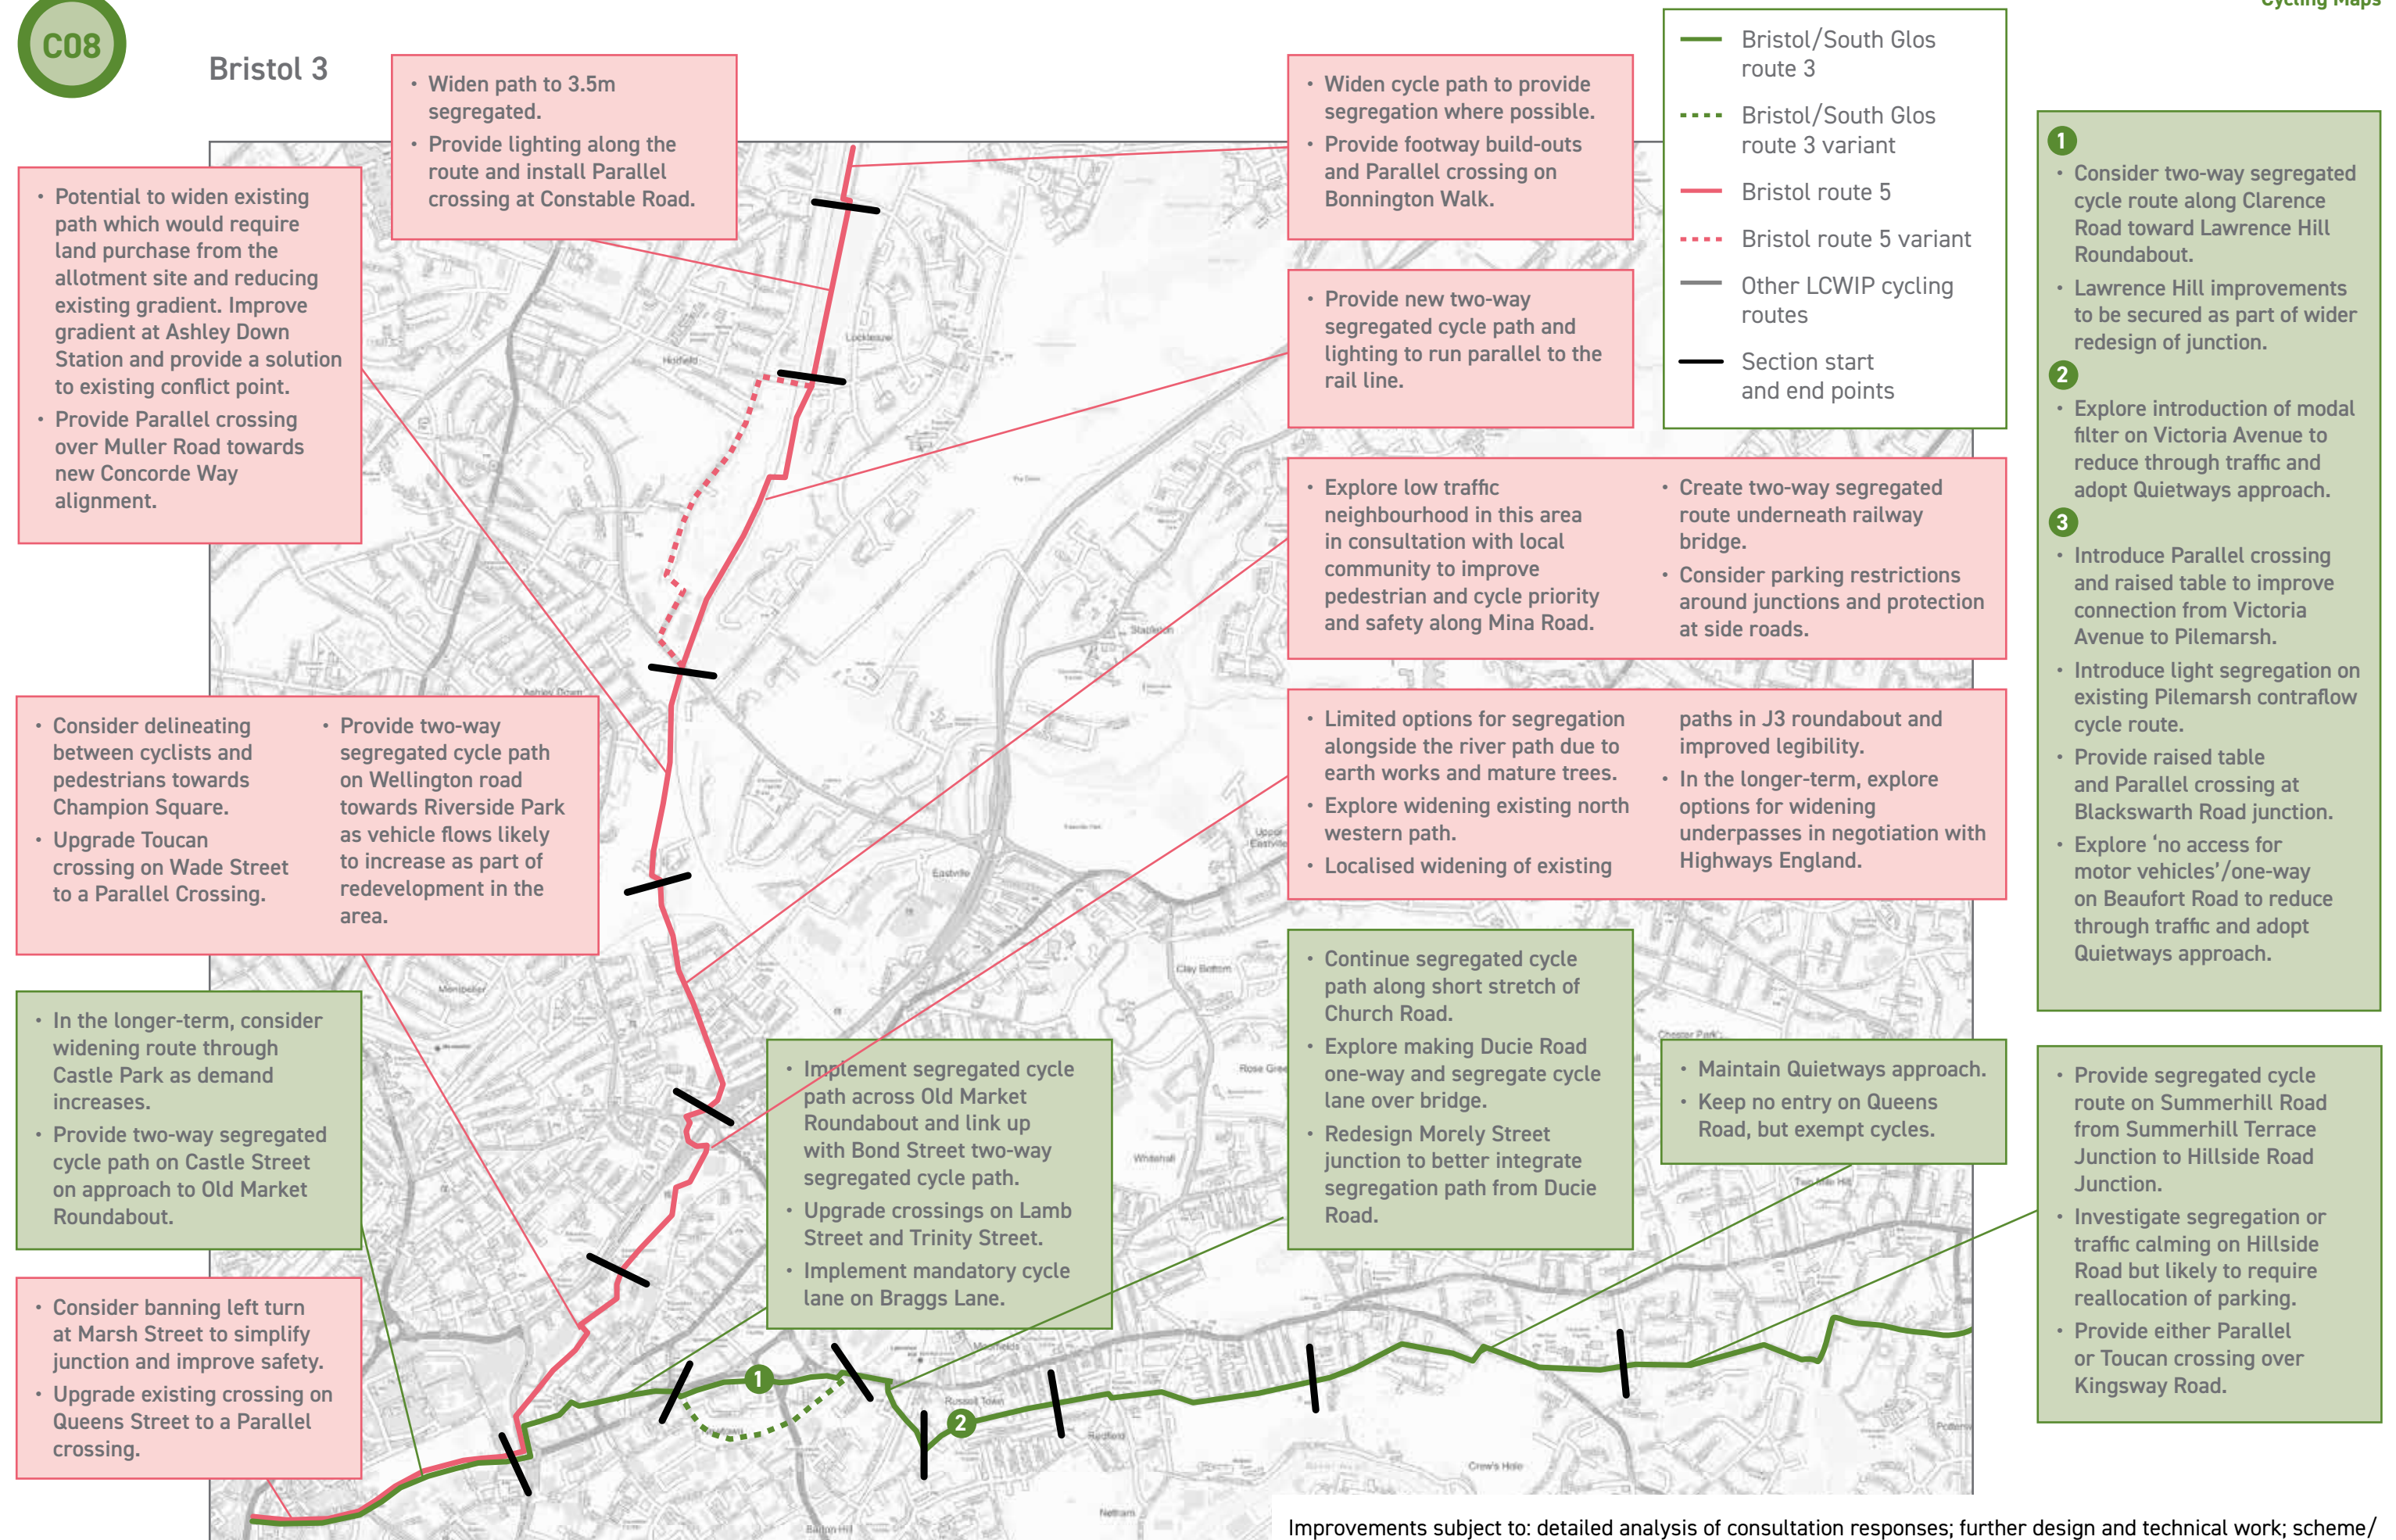 Cycling Maps
C08
Bristol 3
• Widen path to 3.5m
segregated.
• Provide lighting along the
route and install Parallel
crossing at Constable Road.
• Widen cycle path to provide
segregation where possible.
• Provide footway build-outs
and Parallel crossing on
Bonnington Walk.
Bristol/South Glos
route 3
Bristol/South Glos
route 3 variant
Bristol route 5
Bristol route 5 variant
Other LCWIP cycling
routes
Section start
and end points
1
• Consider two-way segregated
cycle route along Clarence
Road toward Lawrence Hill
Roundabout.
• Lawrence Hill improvements
to be secured as part of wider
redesign of junction.
2
• Explore introduction of modal
filter on Victoria Avenue to
reduce through traffic and
adopt Quietways approach.
3
• Introduce Parallel crossing
and raised table to improve
connection from Victoria
Avenue to Pilemarsh.
• Introduce light segregation on
existing Pilemarsh contraflow
cycle route.
• Provide raised table
and Parallel crossing at
Blackswarth Road junction.
• Explore ‘no access for
motor vehicles’/one-way
on Beaufort Road to reduce
through traffic and adopt
Quietways approach.
• Potential to widen existing
path which would require
land purchase from the
allotment site and reducing
existing gradient. Improve
gradient at Ashley Down
Station and provide a solution
to existing conflict point.
• Provide Parallel crossing
over Muller Road towards
new Concorde Way
alignment.
• Provide new two-way
segregated cycle path and
lighting to run parallel to the
rail line.
• Explore low traffic
neighbourhood in this area
in consultation with local
community to improve
pedestrian and cycle priority
and safety along Mina Road.
• Create two-way segregated
route underneath railway
bridge.
• Consider parking restrictions
around junctions and protection
at side roads.
• Consider delineating
between cyclists and
pedestrians towards
Champion Square.
• Upgrade Toucan
crossing on Wade Street
to a Parallel Crossing.
• Provide two-way
segregated cycle path
on Wellington road
towards Riverside Park
as vehicle flows likely
to increase as part of
redevelopment in the
area.
• Limited options for segregation
alongside the river path due to
earth works and mature trees.
• Explore widening existing north
western path.
• Localised widening of existing
paths in J3 roundabout and
improved legibility.
• In the longer-term, explore
options for widening
underpasses in negotiation with
Highways England.
• In the longer-term, consider
widening route through
Castle Park as demand
increases.
• Provide two-way segregated
cycle path on Castle Street
on approach to Old Market
Roundabout.
• Implement segregated cycle
path across Old Market
Roundabout and link up
with Bond Street two-way
segregated cycle path.
• Upgrade crossings on Lamb
Street and Trinity Street.
• Implement mandatory cycle
lane on Braggs Lane.
• Continue segregated cycle
path along short stretch of
Church Road.
• Explore making Ducie Road
one-way and segregate cycle
lane over bridge.
• Redesign Morely Street
junction to better integrate
segregation path from Ducie
Road.
• Maintain Quietways approach.
• Keep no entry on Queens
Road, but exempt cycles.
• Provide segregated cycle
route on Summerhill Road
from Summerhill Terrace
Junction to Hillside Road
Junction.
• Investigate segregation or
traffic calming on Hillside
Road but likely to require
reallocation of parking.
• Provide either Parallel
or Toucan crossing over
Kingsway Road.
• Consider banning left turn
at Marsh Street to simplify
junction and improve safety.
• Upgrade existing crossing on
Queens Street to a Parallel
crossing.
Horfield
Lockleaze
Stapleton
Ashley Down
Eastville
Upper
Eastville
Clay Bottom
Montpelier
Chester Park
Rose Gree
Whitehall
Two Mile Hill
Moorfields
Russell Town
Redfield
Crew's Hole
Netham
Barton Hill
1
2
Improvements subject to: detailed analysis of consultation responses; further design and technical work; scheme/